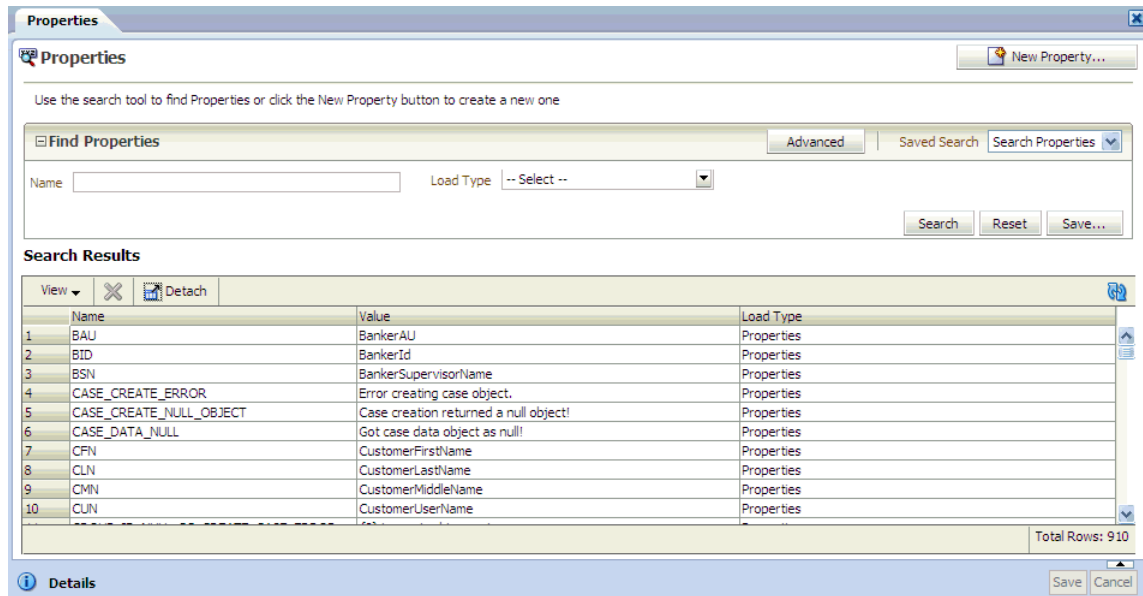 Properties
Properties
New Property...
Use the search tool to find Properties or click the New Property button to create a new one
Find Properties Advanced Saved Search Search Properties
Name Load Type -- Select --
Search Reset Save...
Search Results
View Detach
Name Value Load Type
1 BAU BankerAU Properties
2 BID BankerId Properties
3 BSN BankerSupervisorName Properties
4 CASE_CREATE_ERROR Error creating case object. Properties
5 CASE_CREATE_NULL_OBJECT Case creation returned a null object! Properties
6 CASE_DATA_NULL Got case data object as null! Properties
7 CFN CustomerFirstName Properties
8 CLN CustomerLastName Properties
9 CMN CustomerMiddleName Properties
10 CUN CustomerUserName Properties
Total Rows: 910
Details Save Cancel